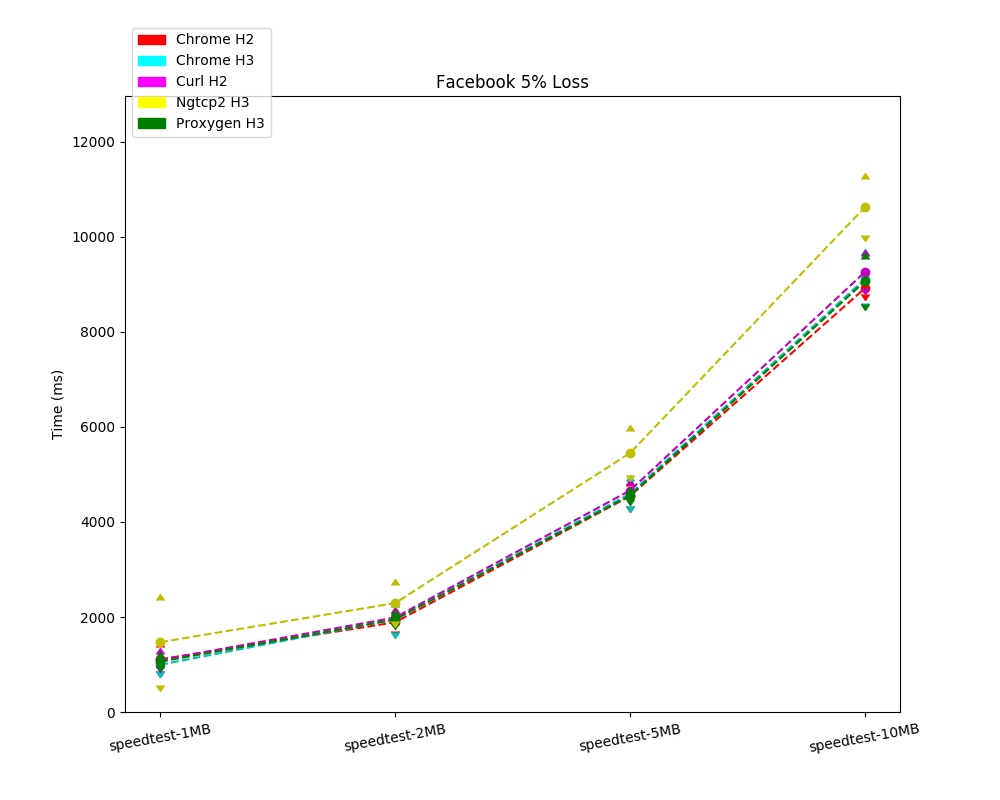 Chrome H2
Chrome H3
Curl H2
Ngtcp2 H3
Proxygen H3
Facebook 5% Loss
12000
10000
8000
6000
4000
2000
0
Time (ms)
speedtest-1MB
speedtest-2MB
speedtest-5MB
speedtest-10MB